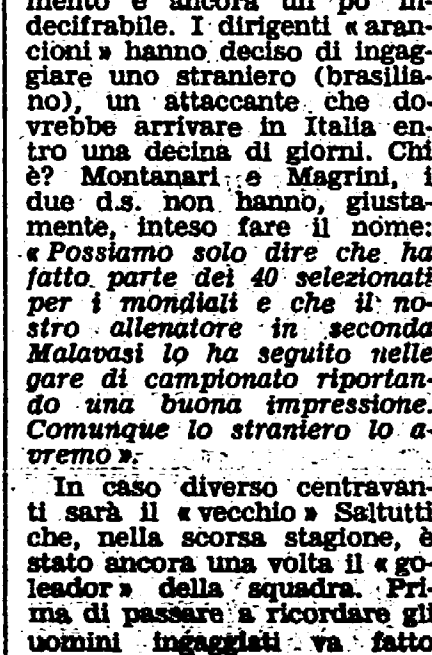 mento è ancora un po' in-
decifrabile. I dirigenti « aran-
cioni » hanno deciso di ingag-
giare uno straniero (brasilia-
no), un attaccante che do-
vrebbe arrivare in Italia en-
tro una decina di giorni. Chi
è? Montanari e Magrini, i
due d.s. non hanno, giusta-
mente, inteso fare il nome:
« Possiamo solo dire che ha
fatto parte dei 40 selezionati
per i mondiali e che il no-
stro allenatore in seconda
Malavasi lo ha seguito nelle
gare di campionato riportan-
do una buona impressione.
Comunque lo straniero lo a-
vremo ».
In caso diverso centravan-
ti sarà il « vecchio » Saltutti
che, nella scorsa stagione, è
stato ancora una volta il « go-
leador » della squadra. Pri-
ma di passare a ricordare gli
uomini ingaggiati va fatto